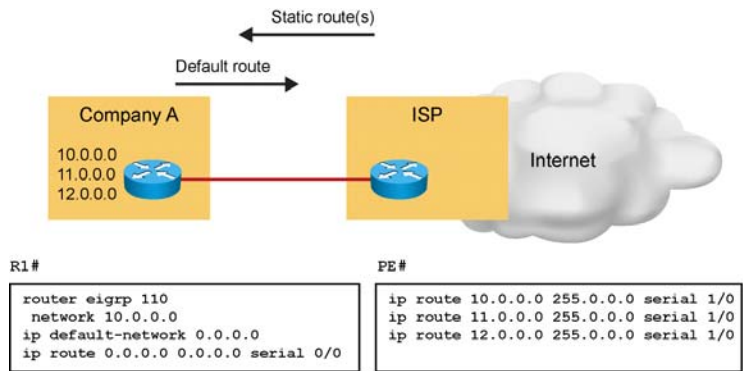 Static route(s)
Default route
Company A
ISP
10.0.0.0
11.0.0.0
12.0.0.0
Internet
R1#
router eigrp 110
network 10.0.0.0
ip default-network 0.0.0.0
ip route 0.0.0.0 0.0.0.0 serial 0/0
PE#
ip route 10.0.0.0 255.0.0.0 serial 1/0
ip route 11.0.0.0 255.0.0.0 serial 1/0
ip route 12.0.0.0 255.0.0.0 serial 1/0